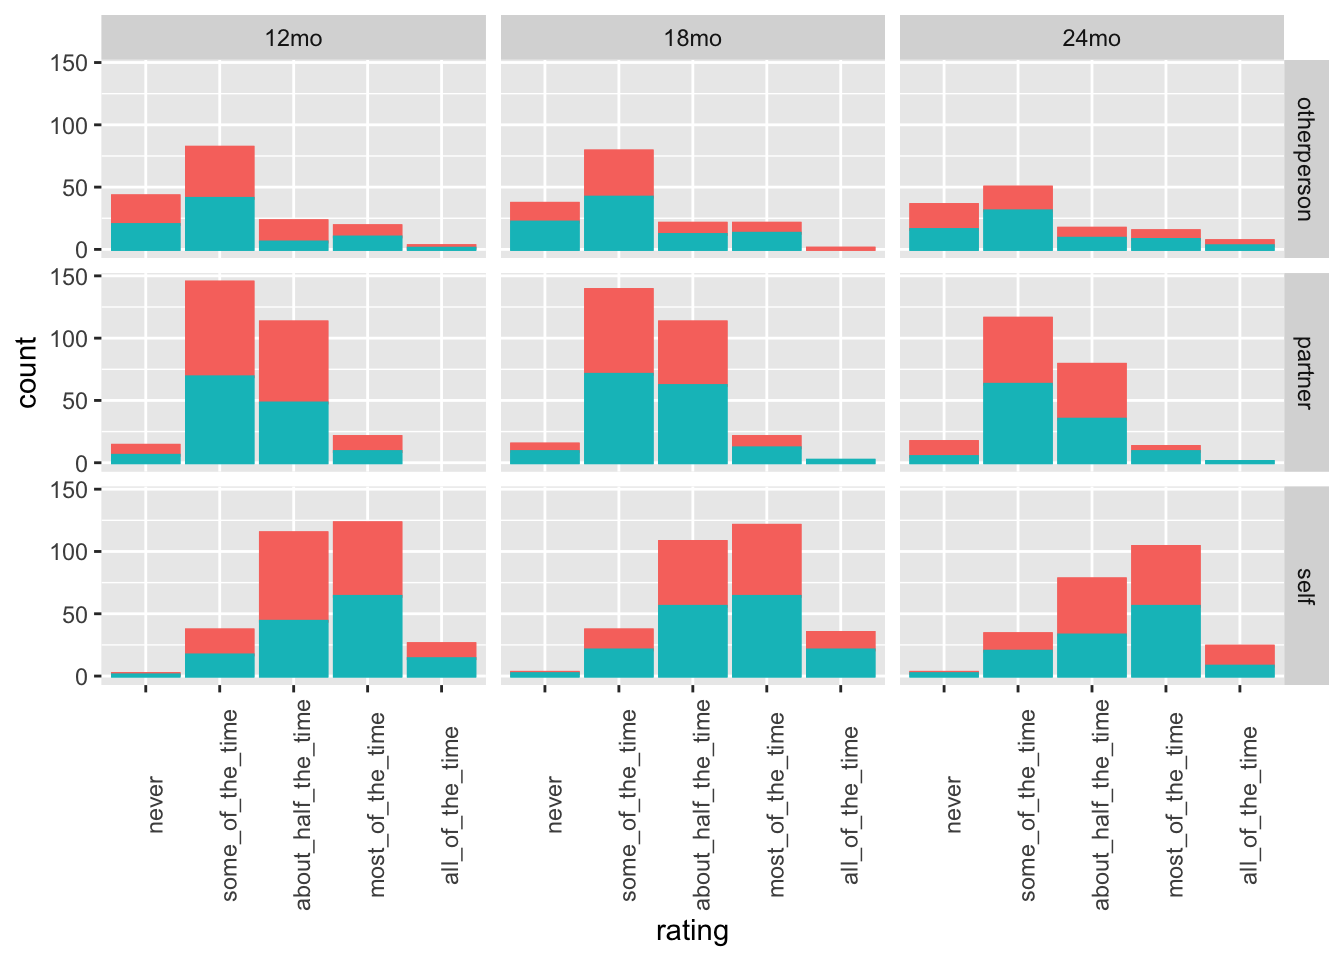 12mo
18mo
24mo
150
100
50
0
otherperson
150
100
50
0
partner
150
100
50
0
self
count
never
some_of_the_time
about_half_the_time
most_of_the_time
all_of_the_time
never
some_of_the_time
about_half_the_time
most_of_the_time
all_of_the_time
never
some_of_the_time
about_half_the_time
most_of_the_time
all_of_the_time
rating